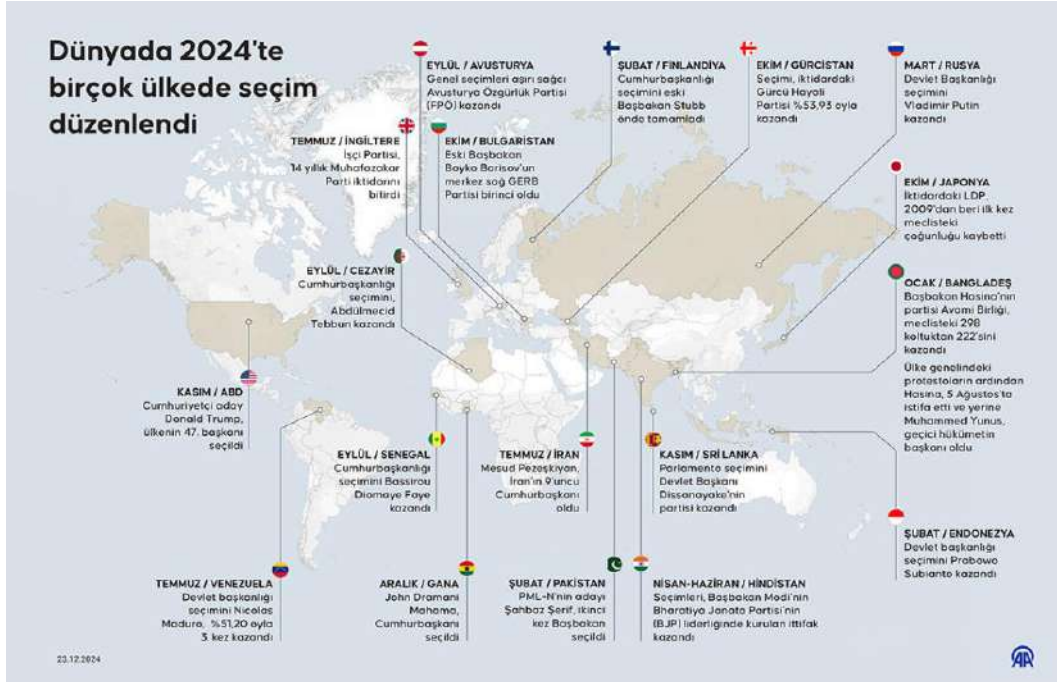 Dünyada 2024'te
birçok ülkede seçim
düzenlendi
EYLÜL / AVUSTURYA
Genel seçimleri aşırı sağcı
Avusturya Özgürlük Partisi
(FPÖ) kazandı
ŞUBAT / FİNLANDİYA
Cumhurbaşkanlığı
seçimini eski
Başbakan Stubb
önde tamamladı
EKİM / GÜRCİSTAN
Seçimi, iktidardaki
Gürcü Hayali
Partisi %53,93 oyla
kazandı
MART / RUSYA
Devlet Başkanlığı
seçimini
Vladimir Putin
kazandı
TEMMUZ / İNGİLTERE
İşçi Partisi,
14 yıllık Muhafazakar
Parti iktidarını
bitirdi
EKİM / BULGARİSTAN
Eski Başbakan
Boyko Borisov'un
merkez sağ GERB
Partisi birinci oldu
EKİM / JAPONYA
İktidardaki LDP,
2009'dan beri ilk kez
meclisteki
çoğunluğu kaybetti
EYLÜL / CEZAYİR
Cumhurbaşkanlığı
seçimini,
Abdülmecid
Tebbun kazandı
OCAK / BANGLADEŞ
Başbakan Hasina'nın
partisi Avami Birliği,
meclisteki 298
koltuktan 222'sini
kazandı
Ülke genelindeki
protestoların ardından
Hasina, 5 Ağustos'ta
istifa etti ve yerine
Muhammed Yunus,
geçici hükümetin
başkanı oldu
KASIM / ABD
Cumhuriyetçi aday
Donald Trump,
ülkenin 47. başkanı
seçildi
EYLÜL / SENEGAL
Cumhurbaşkanlığı
seçimini Bassirou
Diomaye Faye
kazandı
TEMMUZ / İRAN
Mesud Pezeşkiyan,
İran'ın 9'uncu
Cumhurbaşkanı
oldu
KASIM / SRİ LANKA
Parlamento seçimini
Devlet Başkanı
Dissanayake'nin
partisi kazandı
ŞUBAT / ENDONEZYA
Devlet başkanlığı
seçimini Prabowo
Subianto kazandı
TEMMUZ / VENEZUELA
Devlet başkanlığı
seçimini Nicolas
Maduro, %51,20 oyla
3. kez kazandı
ARALIK / GANA
John Dramani
Mahama,
Cumhurbaşkanı
seçildi
ŞUBAT / PAKİSTAN
PML-N'nin adayı
Şahbaz Şerif, ikinci
kez Başbakan
seçildi
NİSAN-HAZİRAN / HİNDİSTAN
Seçimleri, Başbakan Modi'nin
Bharatiya Janata Partisi'nin
(BJP) liderliğinde kurulan ittifak
kazandı
23.12.2024
AA